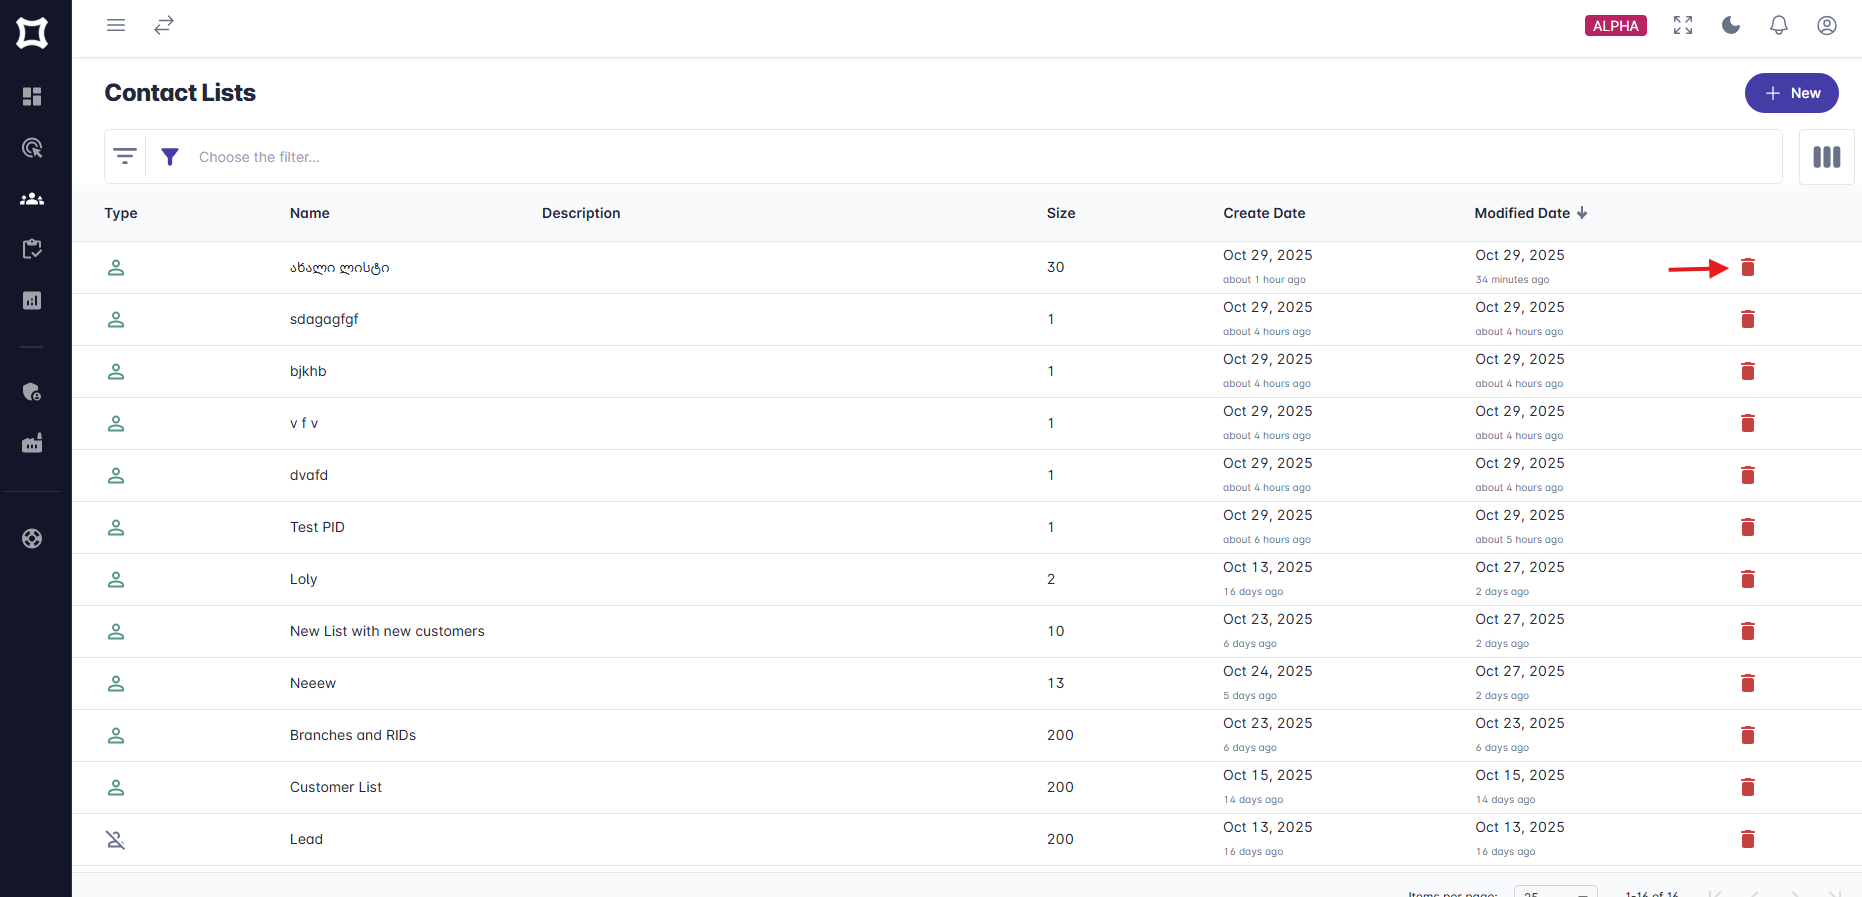 ALPHA
Contact Lists
New
Choose the filter...
Type Name Description Size Create Date Modified Date
ახალი ლისტი 30 Oct 29, 2025 Oct 29, 2025
about 1 hour ago 34 minutes ago
sdagagfgf 1 Oct 29, 2025 Oct 29, 2025
about 4 hours ago about 4 hours ago
bjkhb 1 Oct 29, 2025 Oct 29, 2025
about 4 hours ago about 4 hours ago
v f v 1 Oct 29, 2025 Oct 29, 2025
about 4 hours ago about 4 hours ago
dvafd 1 Oct 29, 2025 Oct 29, 2025
about 4 hours ago about 4 hours ago
Test PID 1 Oct 29, 2025 Oct 29, 2025
about 6 hours ago about 5 hours ago
Loly 2 Oct 13, 2025 Oct 27, 2025
16 days ago 2 days ago
New List with new customers 10 Oct 23, 2025 Oct 27, 2025
6 days ago 2 days ago
Neeew 13 Oct 24, 2025 Oct 27, 2025
5 days ago 2 days ago
Branches and RIDs 200 Oct 23, 2025 Oct 23, 2025
6 days ago 6 days ago
Customer List 200 Oct 15, 2025 Oct 15, 2025
14 days ago 14 days ago
Lead 200 Oct 13, 2025 Oct 13, 2025
16 days ago 16 days ago
Items per page: 25 1-16 of 16